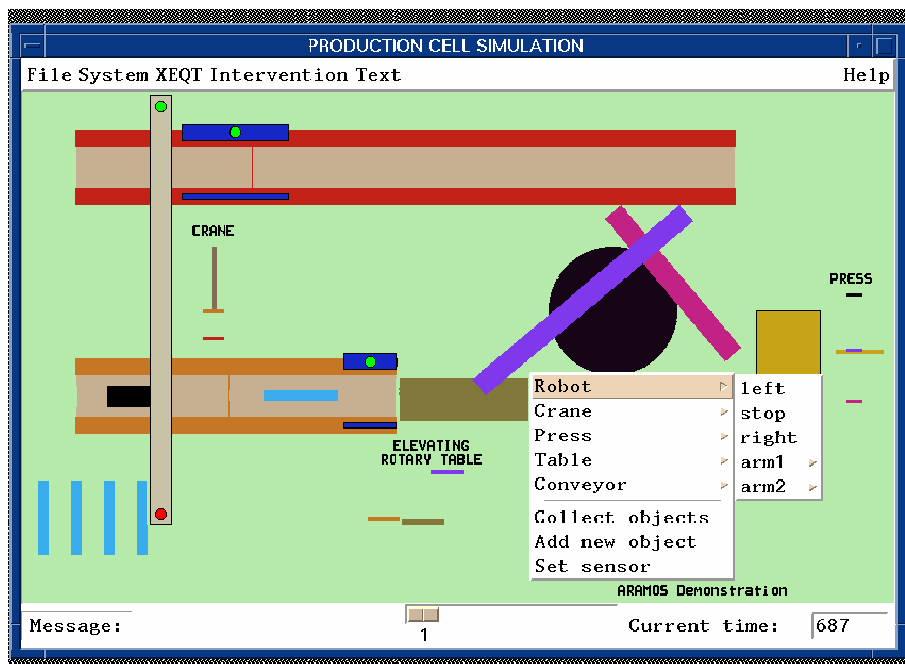 PRODUCTION CELL SIMULATION
File System XEQT Intervention Text Help
CRANE
PRESS
ELEVATING
ROTARY TABLE
Robot
Crane
Press
Table
Conveyor
Collect objects
Add new object
Set sensor
left
stop
right
arm1
arm2
ARAMOS Demonstration
Message:
1
Current time: 687